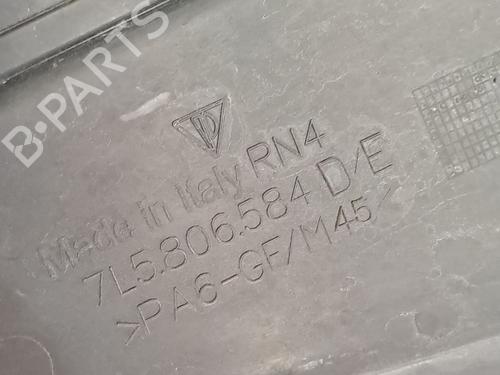 B-PARTS
Made in Italy RN4
7L5.806.584 D/E
>PA6-GF/M45